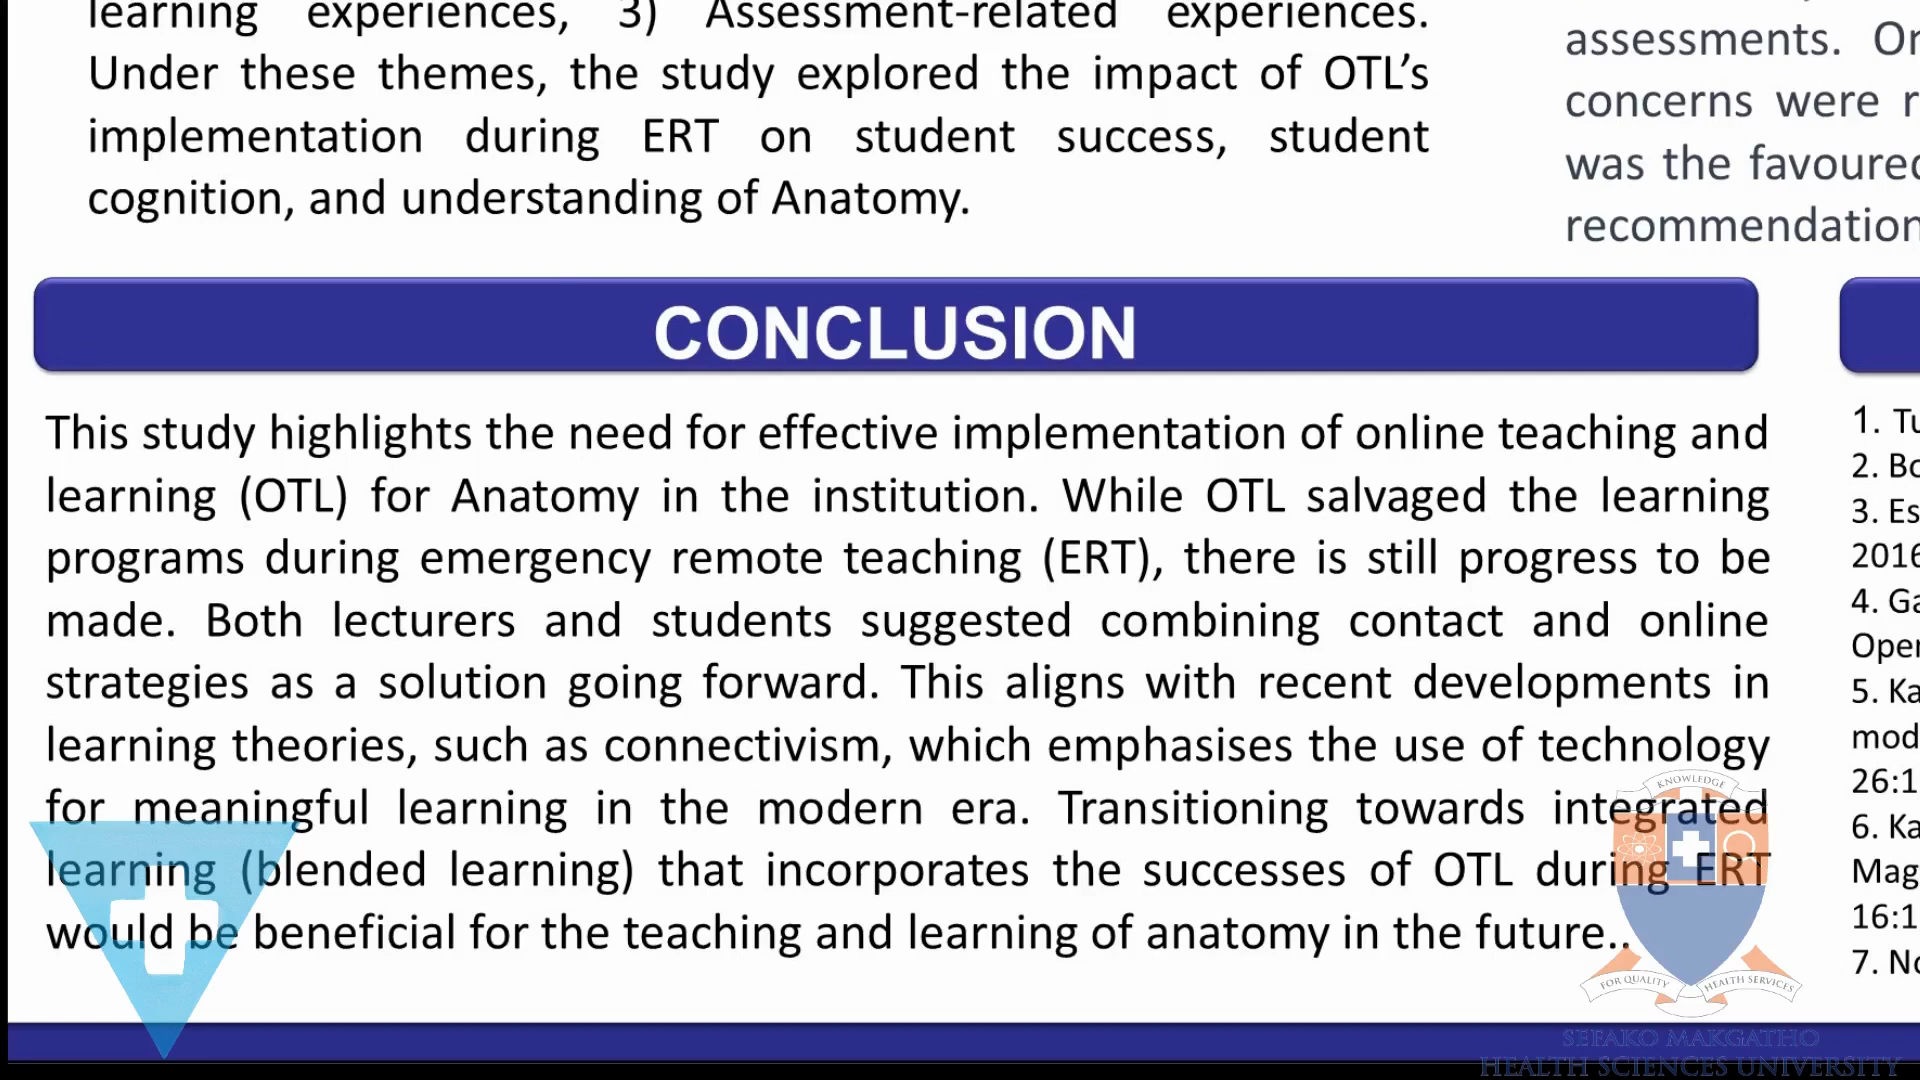 learning experiences, 3) Assessment-related experiences.
Under these themes, the study explored the impact of OTL’s
implementation during ERT on student success, student
cognition, and understanding of Anatomy.
assessments.
concerns were
was the favoured
recommendation
CONCLUSION
This study highlights the need for effective implementation of online teaching and
learning (OTL) for Anatomy in the institution. While OTL salvaged the learning
programs during emergency remote teaching (ERT), there is still progress to be
made. Both lecturers and students suggested combining contact and online
strategies as a solution going forward. This aligns with recent developments in
learning theories, such as connectivism, which emphasises the use of technology
for meaningful learning in the modern era. Transitioning towards integrated
learning (blended learning) that incorporates the successes of OTL during ERT
would be beneficial for the teaching and learning of anatomy in the future..
1. Tu
2. Bo
3. Es
2016
4. Ga
Oper
5. Ka
mod
26:1
6. Ka
Mag
16:1
7. No
KNOWLEDGE
FOR QUALITY
HEALTH SERVICES
SEFAKO MAKGATHO
HEALTH SCIENCES UNIVERSITY